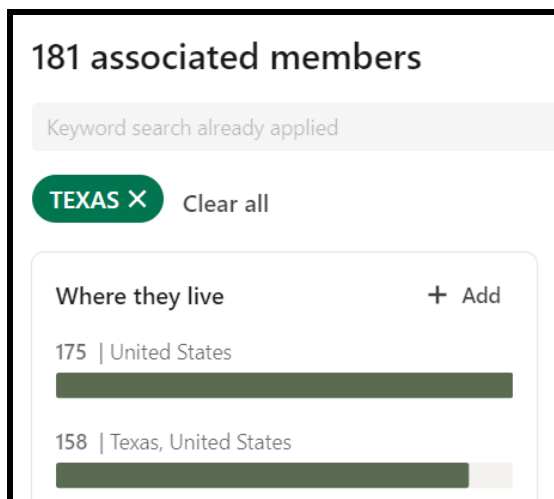 181 associated members
Keyword search already applied
TEXAS ✕ Clear all
Where they live + Add
175 | United States
158 | Texas, United States